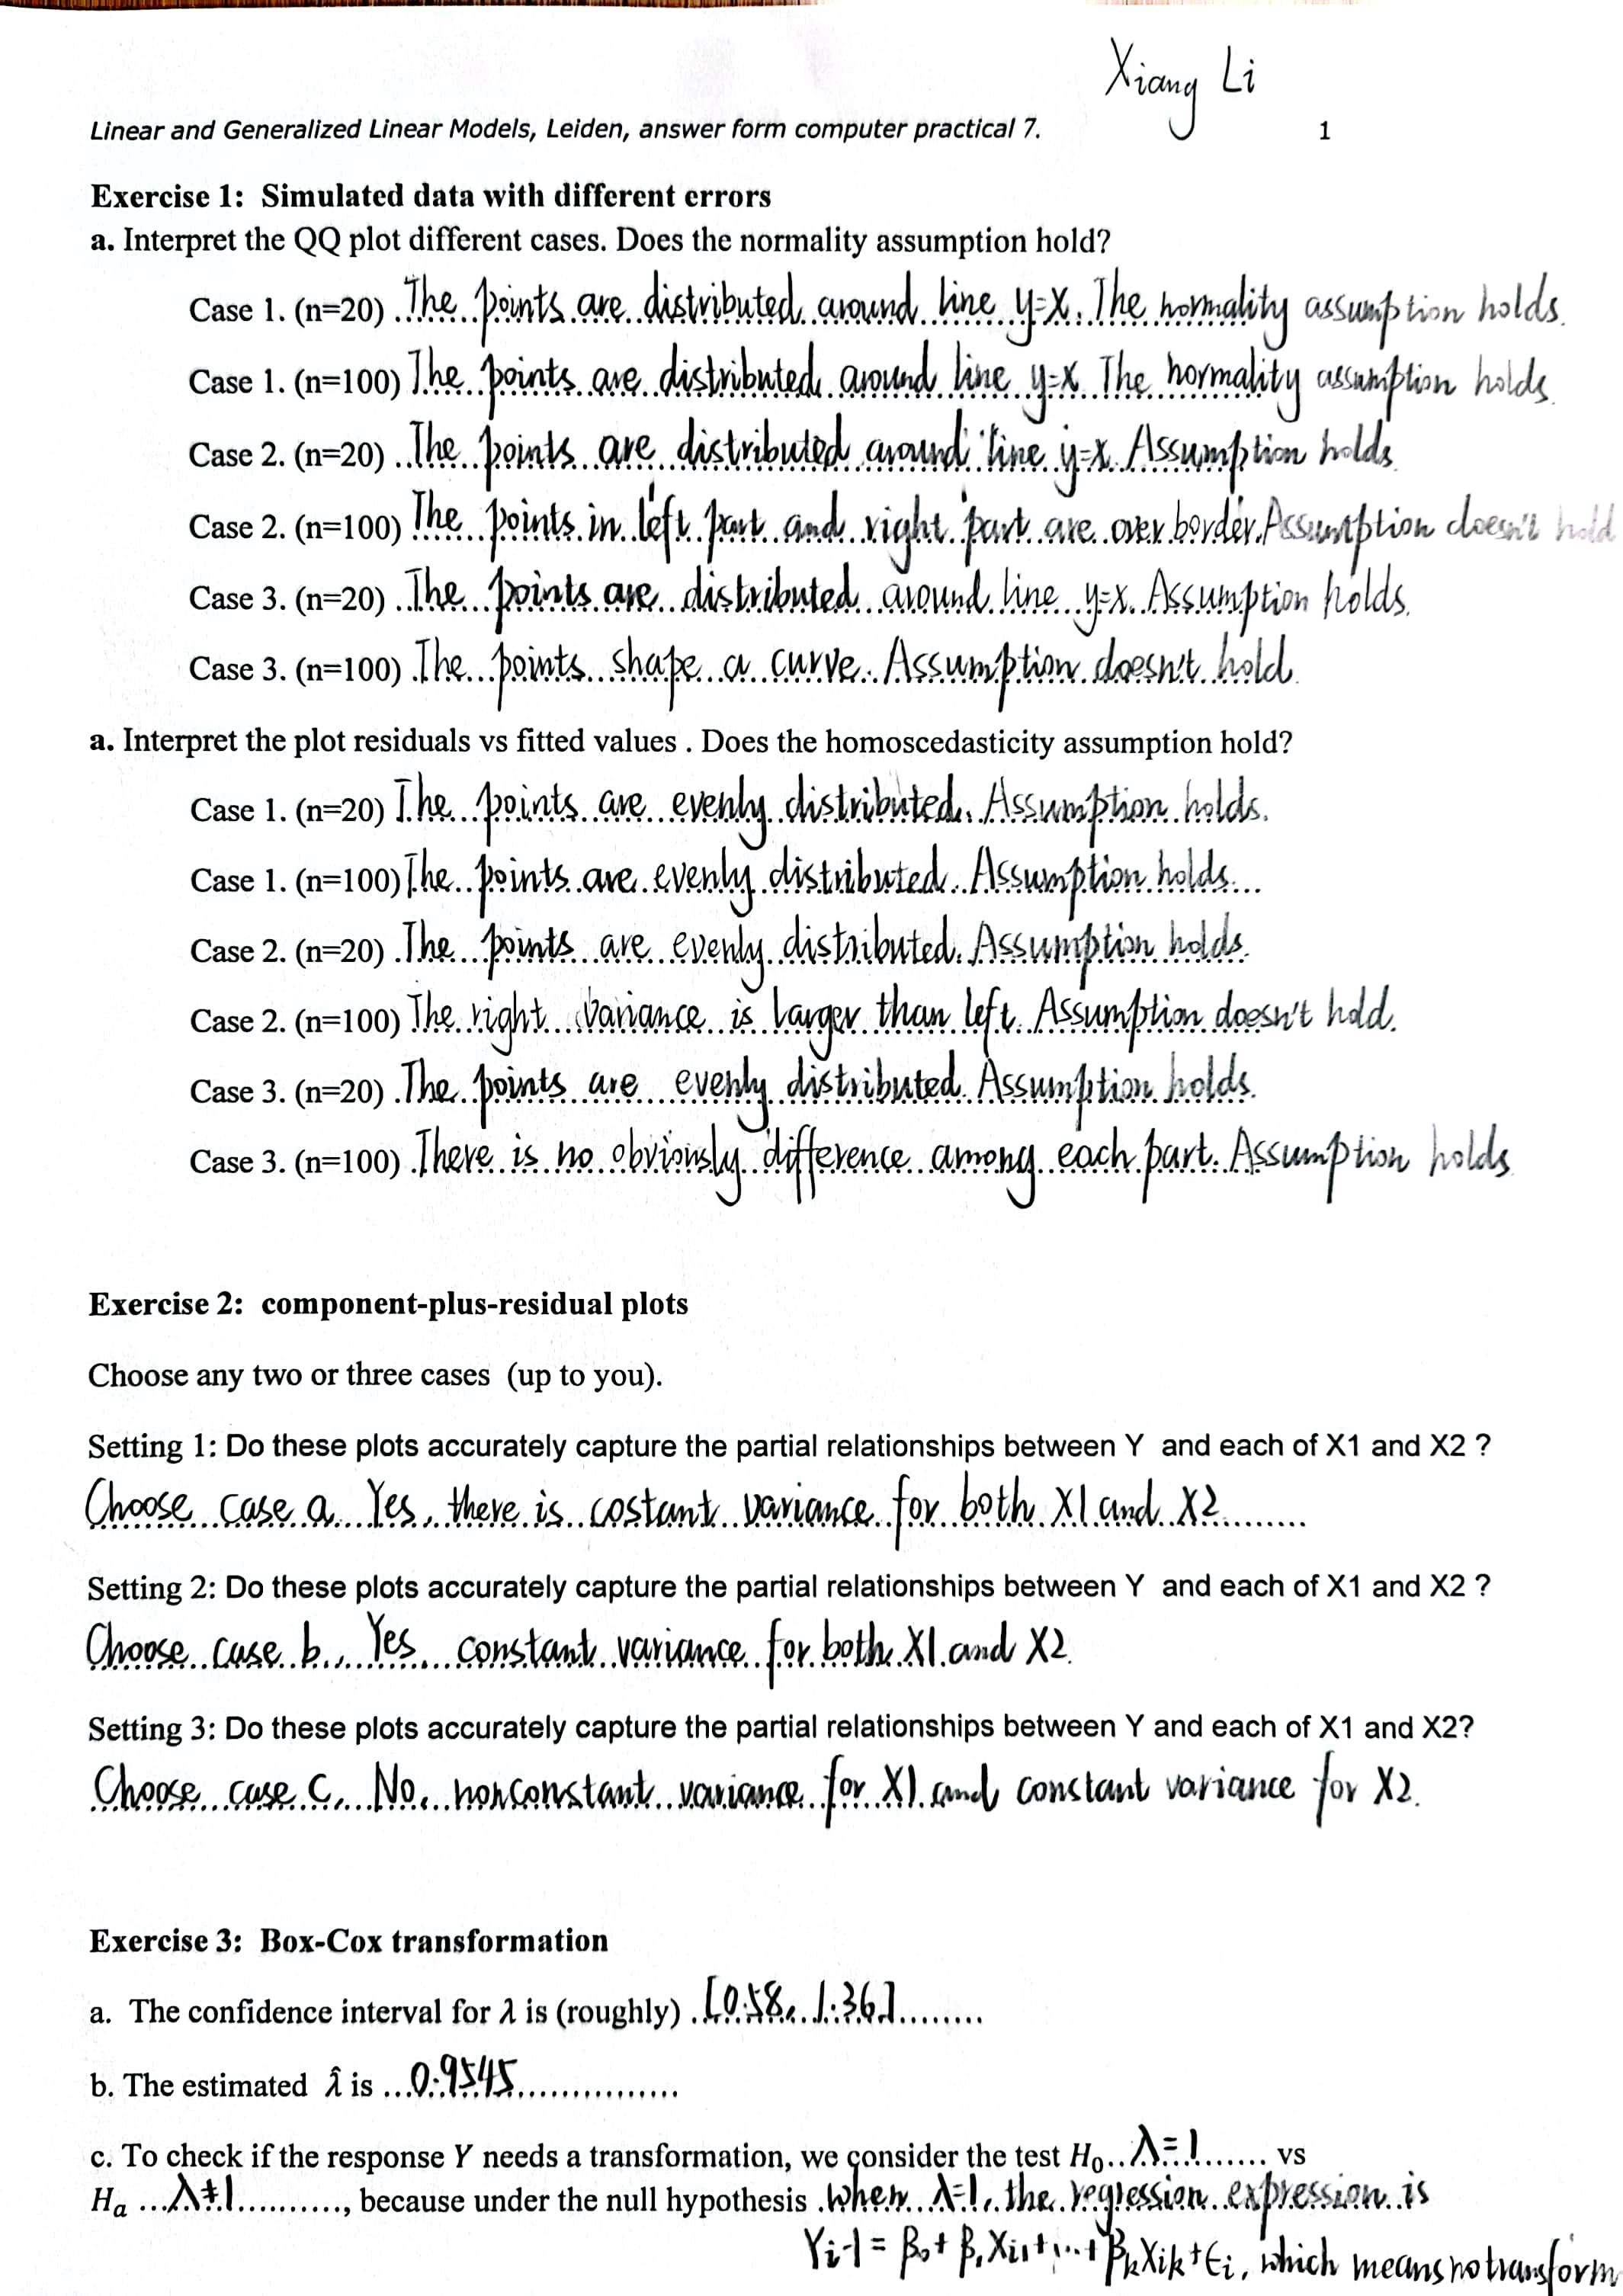 Xiang Li
Linear and Generalized Linear Models, Leiden, answer form computer practical 7. 1
Exercise 1: Simulated data with different errors
a. Interpret the QQ plot different cases. Does the normality assumption hold?
Case 1. (n=20) The points are distributed around line y=x. The normality assumption holds.
Case 1. (n=100) The points are distributed around line y=x. The normality assumption holds.
Case 2. (n=20) The points are distributed around line y=x. Assumption holds.
Case 2. (n=100) The points in left part and right part are over border. Assumption doesn't hold
Case 3. (n=20) The points are distributed around line y=x. Assumption holds.
Case 3. (n=100) The points shape a curve. Assumption doesn't hold.
a. Interpret the plot residuals vs fitted values . Does the homoscedasticity assumption hold?
Case 1. (n=20) The points are evenly distributed. Assumption holds.
Case 1. (n=100) The points are evenly distributed. Assumption holds...
Case 2. (n=20) The points are evenly distributed. Assumption holds.
Case 2. (n=100) The right variance is larger than left. Assumption doesn't hold.
Case 3. (n=20) The points are evenly distributed. Assumption holds.
Case 3. (n=100) There is no obviously difference among each part. Assumption holds
Exercise 2: component-plus-residual plots
Choose any two or three cases (up to you).
Setting 1: Do these plots accurately capture the partial relationships between Y and each of X1 and X2 ?
Choose case a. Yes, there is costant variance for both X1 and X2.........
Setting 2: Do these plots accurately capture the partial relationships between Y and each of X1 and X2 ?
Choose case b, Yes, constant variance for both X1 and X2.
Setting 3: Do these plots accurately capture the partial relationships between Y and each of X1 and X2?
Choose case C, No, nonconstant variance for X1 and constant variance for X2.
Exercise 3: Box-Cox transformation
a. The confidence interval for λ is (roughly) .[0.58, 1.36]........
b. The estimated λ̂ is ...0.9545...............
c. To check if the response Y needs a transformation, we consider the test H₀..λ=1........ vs
Hₐ ...λ≠1..........., because under the null hypothesis .when λ=1, the regression expression is
Yi-1 = β₀+ β₁Xi1+...+βkXik+εi, which means no transform